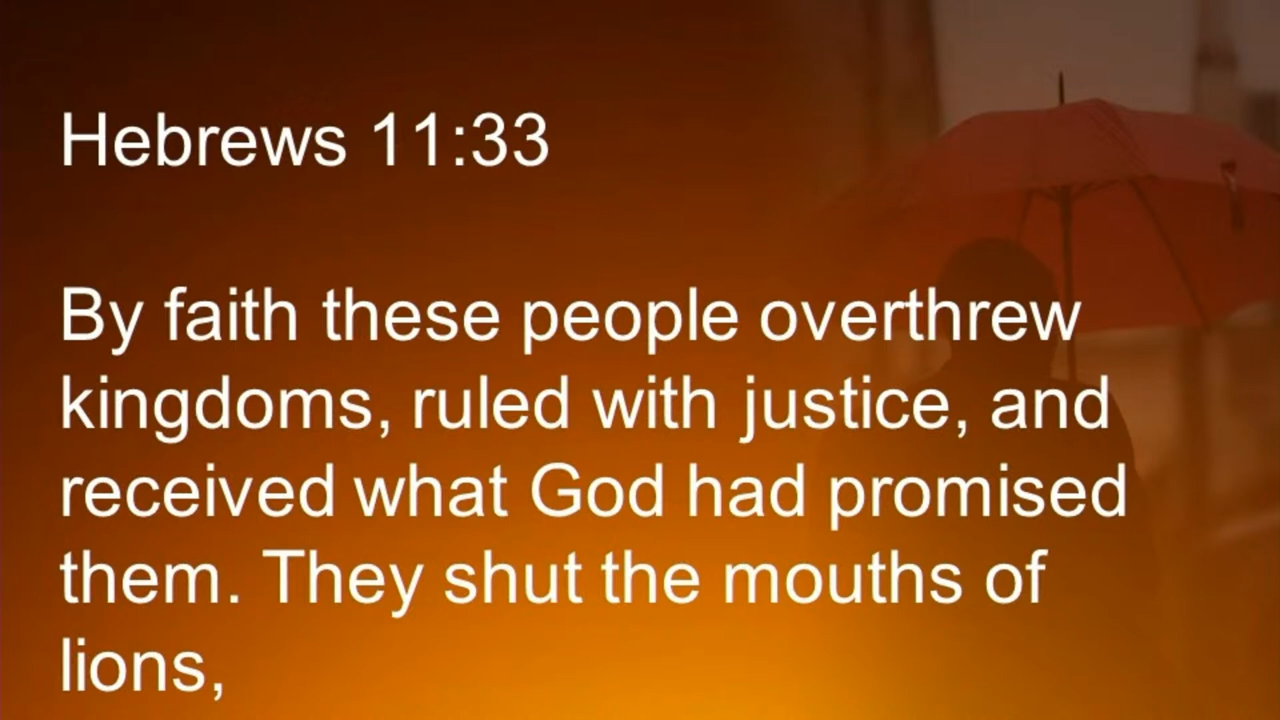 Hebrews 11:33
By faith these people overthrew
kingdoms, ruled with justice, and
received what God had promised
them. They shut the mouths of
lions,